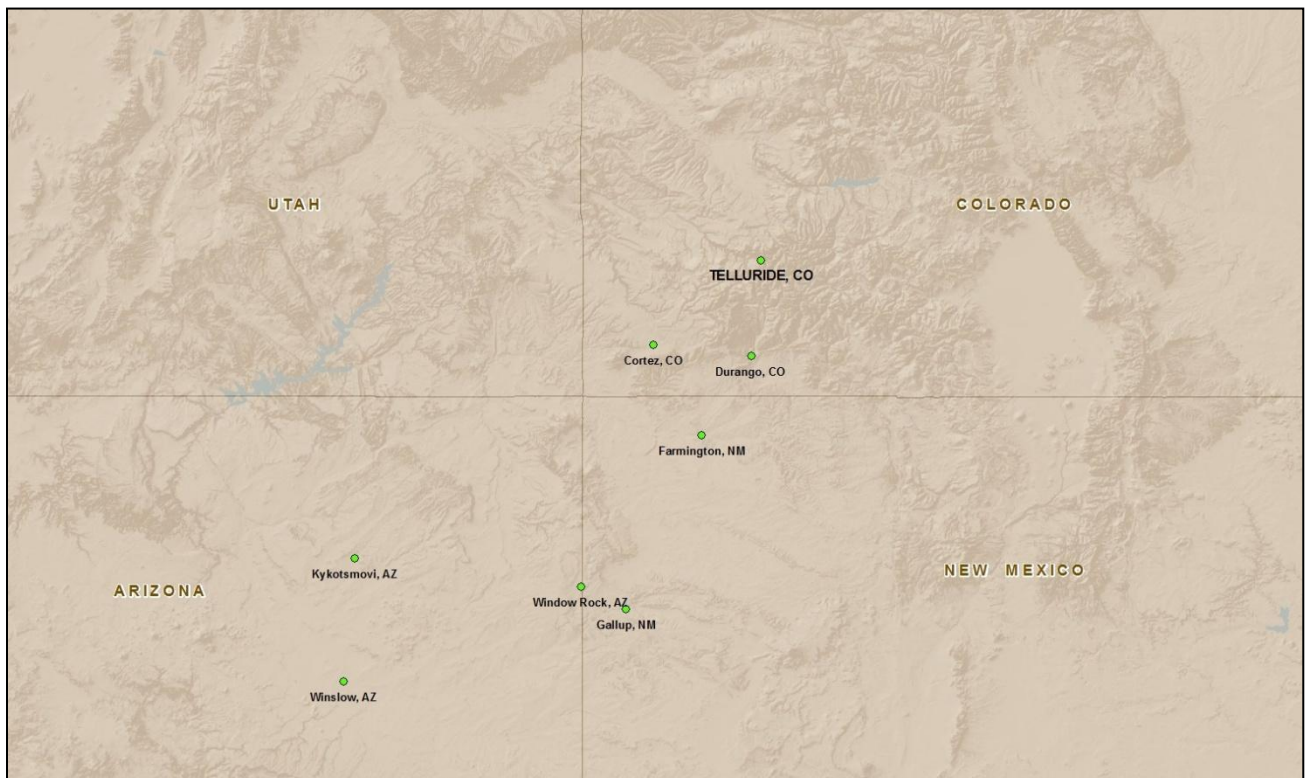 UTAH
COLORADO
TELLURIDE, CO
Cortez, CO
Durango, CO
Farmington, NM
Kykotsmovi, AZ
NEW MEXICO
ARIZONA
Window Rock, AZ
Gallup, NM
Winslow, AZ